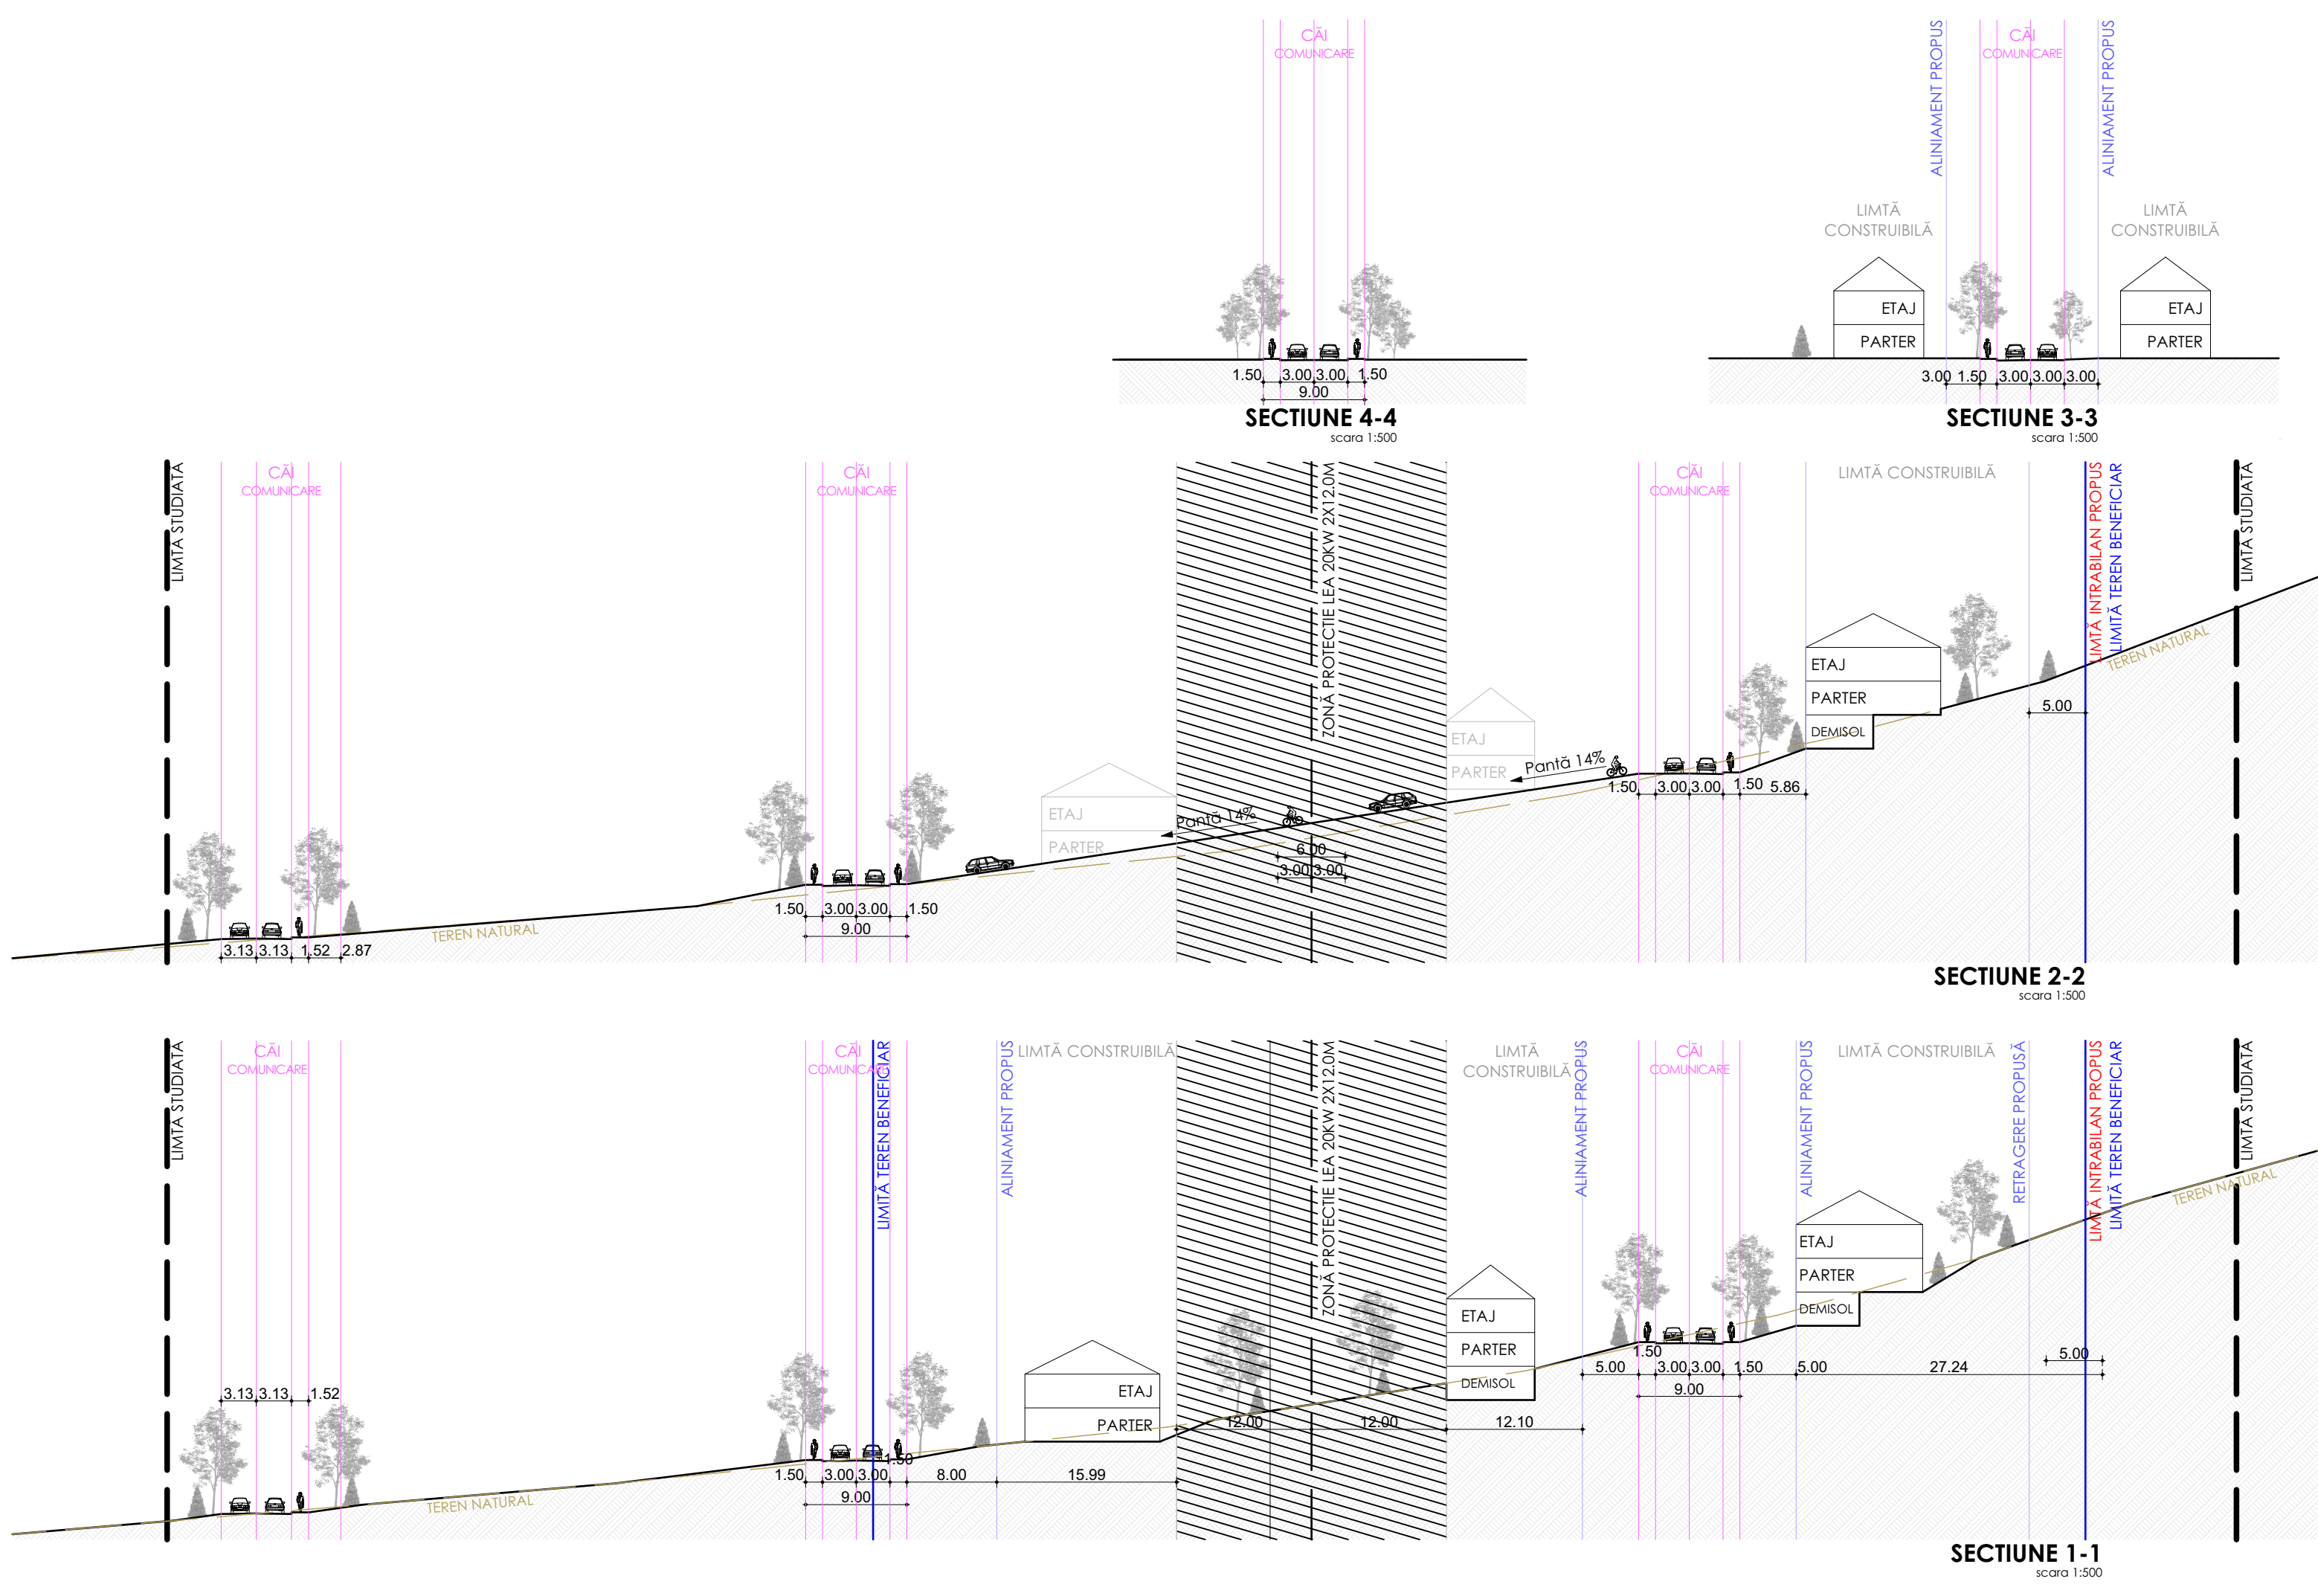 CĂI
COMUNICARE
1.50 3.00 3.00 1.50
9.00
SECTIUNE 4-4
scara 1:500
ALINIAMENT PROPUS
CĂI
COMUNICARE
ALINIAMENT PROPUS
LIMTĂ
CONSTRUIBILĂ
LIMTĂ
CONSTRUIBILĂ
ETAJ
PARTER
ETAJ
PARTER
3.00 1.50 3.00 3.00 3.00
SECTIUNE 3-3
scara 1:500
LIMTA STUDIATA
CĂI
COMUNICARE
CĂI
COMUNICARE
ZONĂ PROTECTIE LEA 20KW 2X12.0M
CĂI
COMUNICARE
LIMTĂ CONSTRUIBILĂ
LIMTĂ INTRABILAN PROPUS
LIMITĂ TEREN BENEFICIAR
LIMTA STUDIATA
TEREN NATURAL
ETAJ
PARTER
DEMISOL
5.00
ETAJ
PARTER
Pantă 14%
1.50 3.00 3.00 1.50 5.86
ETAJ
PARTER
Pantă 14%
6.00
3.00 3.00
1.50 3.00 3.00 1.50
9.00
TEREN NATURAL
3.13 3.13 1.52 2.87
SECTIUNE 2-2
scara 1:500
LIMTA STUDIATA
CĂI
COMUNICARE
CĂI
COMUNICARE
LIMITĂ TEREN BENEFICIAR
ALINIAMENT PROPUS
LIMTĂ CONSTRUIBILĂ
ZONĂ PROTECTIE LEA 20KW 2X12.0M
LIMTĂ
CONSTRUIBILĂ
ALINIAMENT PROPUS
CĂI
COMUNICARE
ALINIAMENT PROPUS
LIMTĂ CONSTRUIBILĂ
RETRAGERE PROPUSĂ
LIMTĂ INTRABILAN PROPUS
LIMITĂ TEREN BENEFICIAR
LIMTA STUDIATA
TEREN NATURAL
ETAJ
PARTER
DEMISOL
ETAJ
PARTER
DEMISOL
1.50
5.00
5.00 3.00 3.00 1.50 5.00 27.24
9.00
ETAJ
PARTER
3.13 3.13 1.52
12.00 12.00 12.10
1.50
1.50 3.00 3.00 8.00 15.99
9.00
TEREN NATURAL
SECTIUNE 1-1
scara 1:500